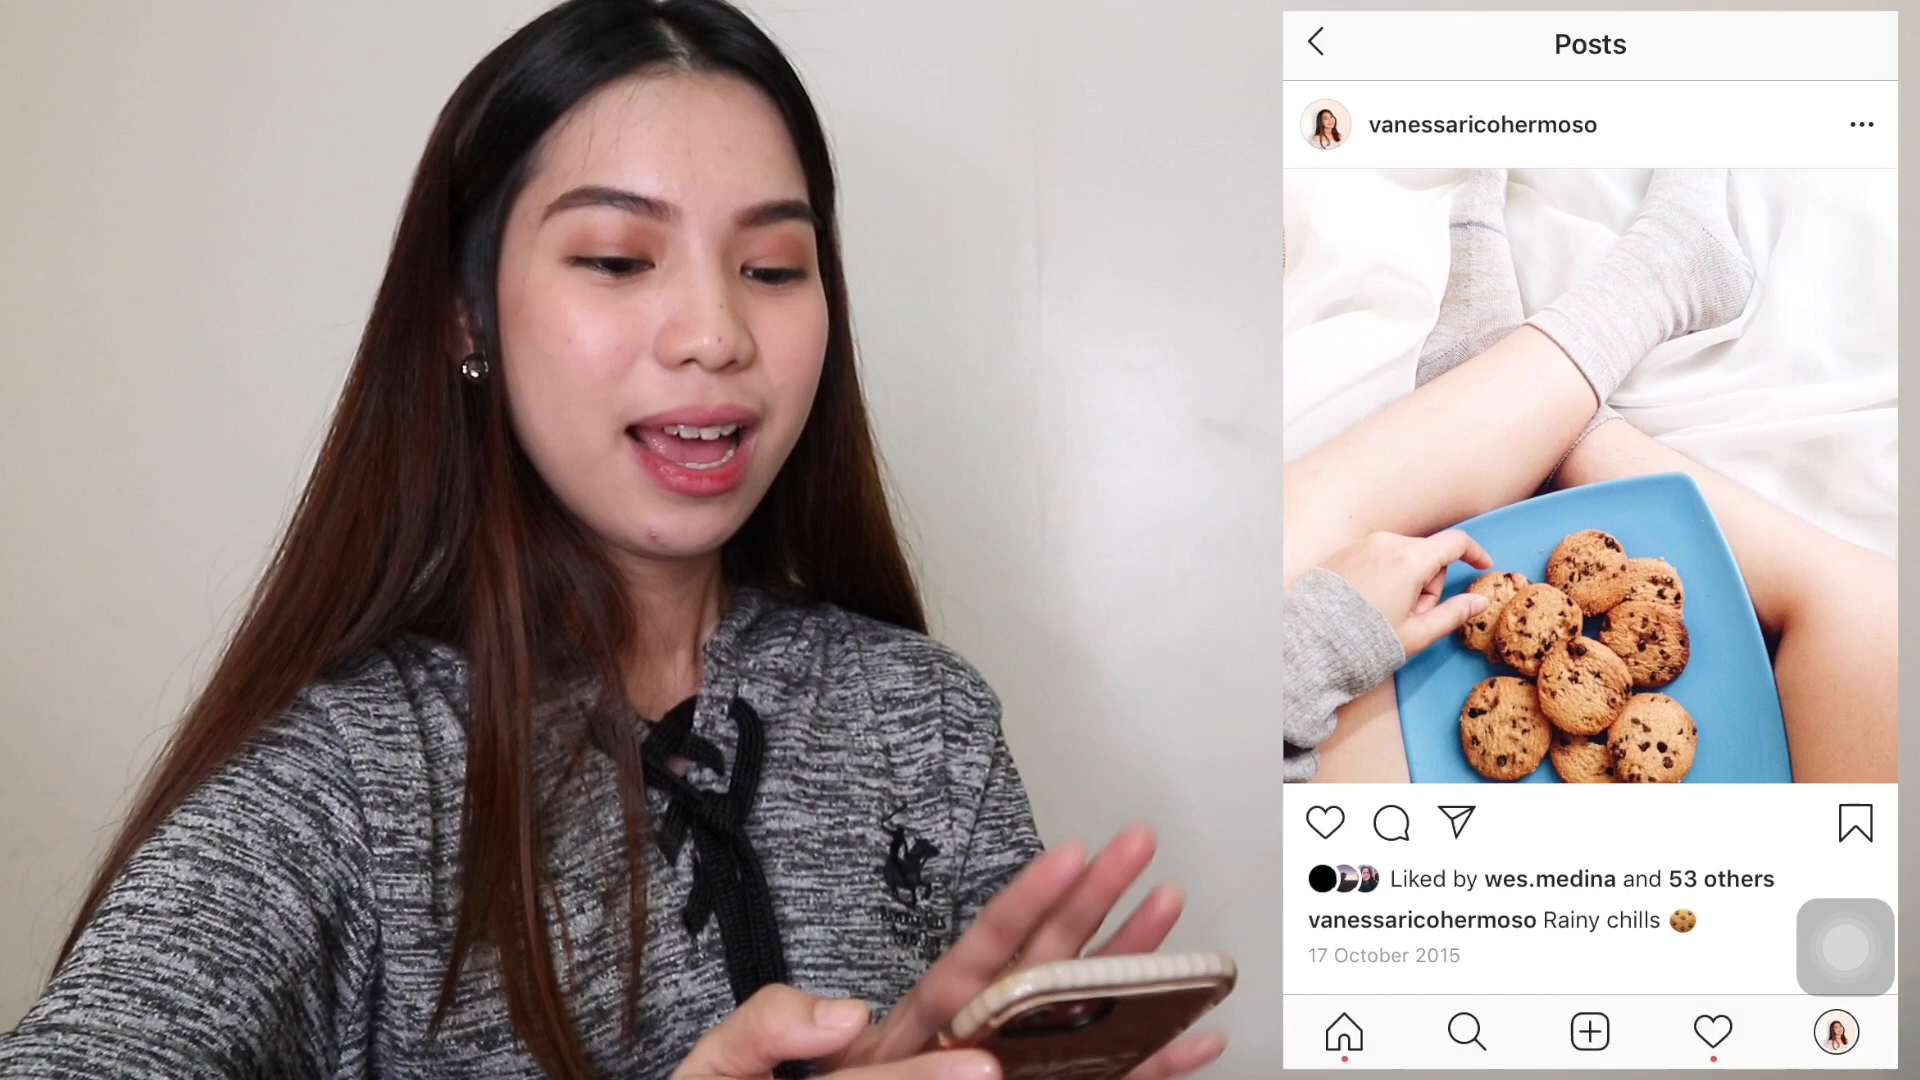 Posts
vanessaricohermoso
Liked by wes.medina and 53 others
vanessaricohermoso Rainy chills 🍪
17 October 2015